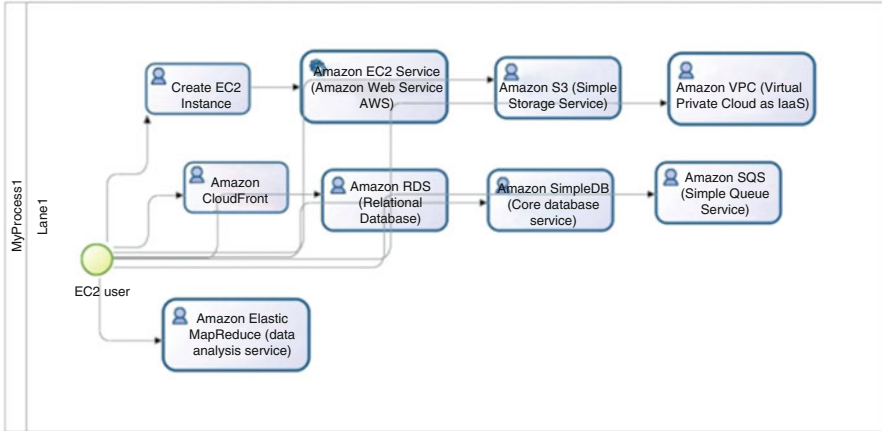 MyProcess1
Lane1
Create EC2
Instance
Amazon EC2 Service
(Amazon Web Service
AWS)
Amazon S3 (Simple
Storage Service)
Amazon VPC (Virtual
Private Cloud as IaaS)
Amazon
CloudFront
Amazon RDS
(Relational
Database)
Amazon SimpleDB
(Core database
service)
Amazon SQS
(Simple Queue
Service)
EC2 user
Amazon Elastic
MapReduce (data
analysis service)